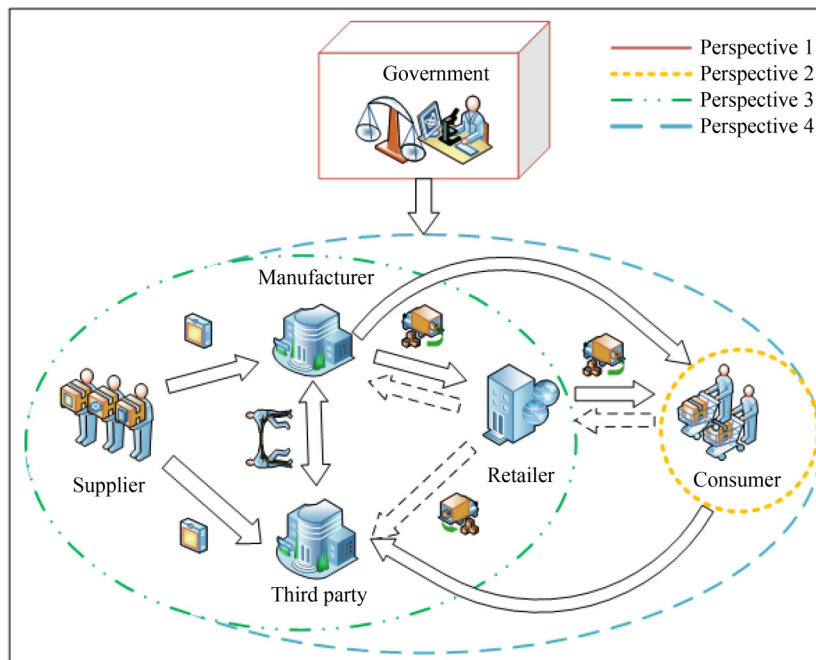 Government
Perspective 1
Perspective 2
Perspective 3
Perspective 4
Manufacturer
Supplier
Retailer
Consumer
Third party